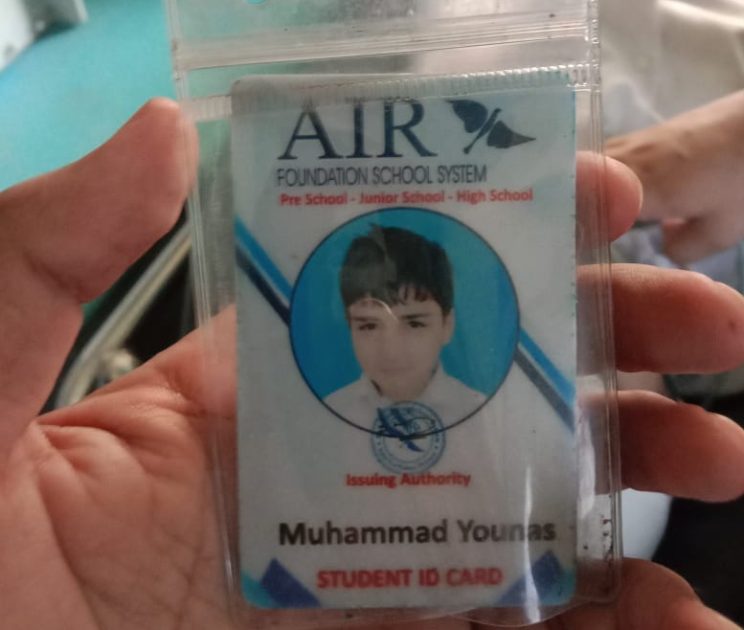 AIR
FOUNDATION SCHOOL SYSTEM
Pre School - Junior School - High School
Issuing Authority
Muhammad Younas
STUDENT ID CARD